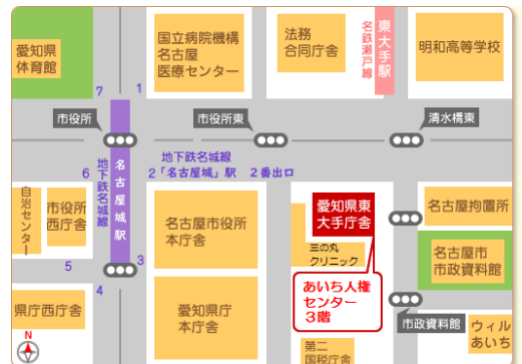 愛知県
体育館
国立病院機構
名古屋
医療センター
法務
合同庁舎
名鉄瀬戸線
東大手駅
明和高等学校
7
1
市役所
市役所東
清水橋東
地下鉄名城線
名古屋城駅
地下鉄名城線
2「名古屋城」駅 2番出口
6
自治センター
市役所
西庁舎
名古屋市役所
本庁舎
愛知県東
大手庁舎
三の丸
クリニック
名古屋拘置所
名古屋市
市政資料館
5
3
4
あいち人権
センター
3階
県庁西庁舎
愛知県庁
本庁舎
市政資料館
ウィル
あいち
第二
国税庁舎
N